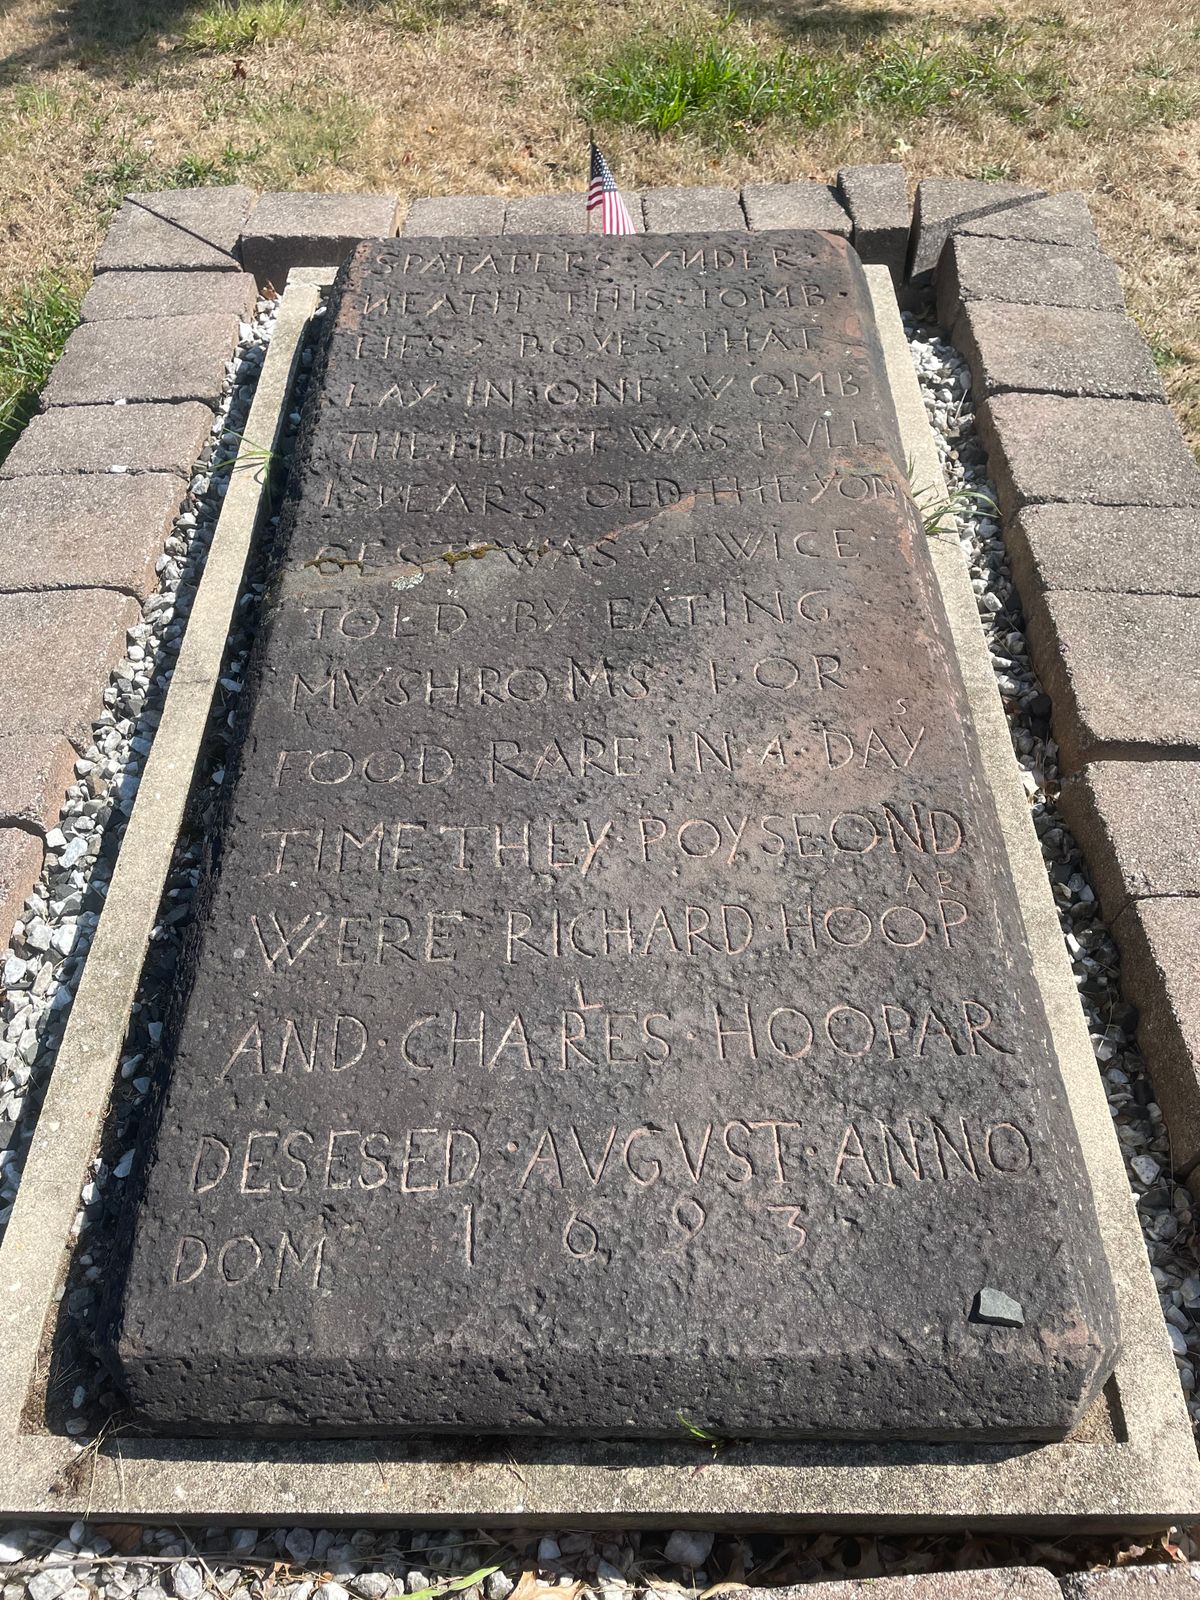 SPATATERS VNDER
NEATH THIS TOMB
LIES 2 BOYES THAT
LAY IN ONE WOMB
THE ELDEST WAS FVLL
13 YEARS OLD THE YON
GEST WAS V TWICE
TOLD BY EATING
MVSHROMS FOR
FOOD RARE IN A DAYS
TIME THEY POYSEOND
WERE RICHARD HOOPAR
AND CHARLES HOOPAR
DESESED AVGVST ANNO
DOM 1693